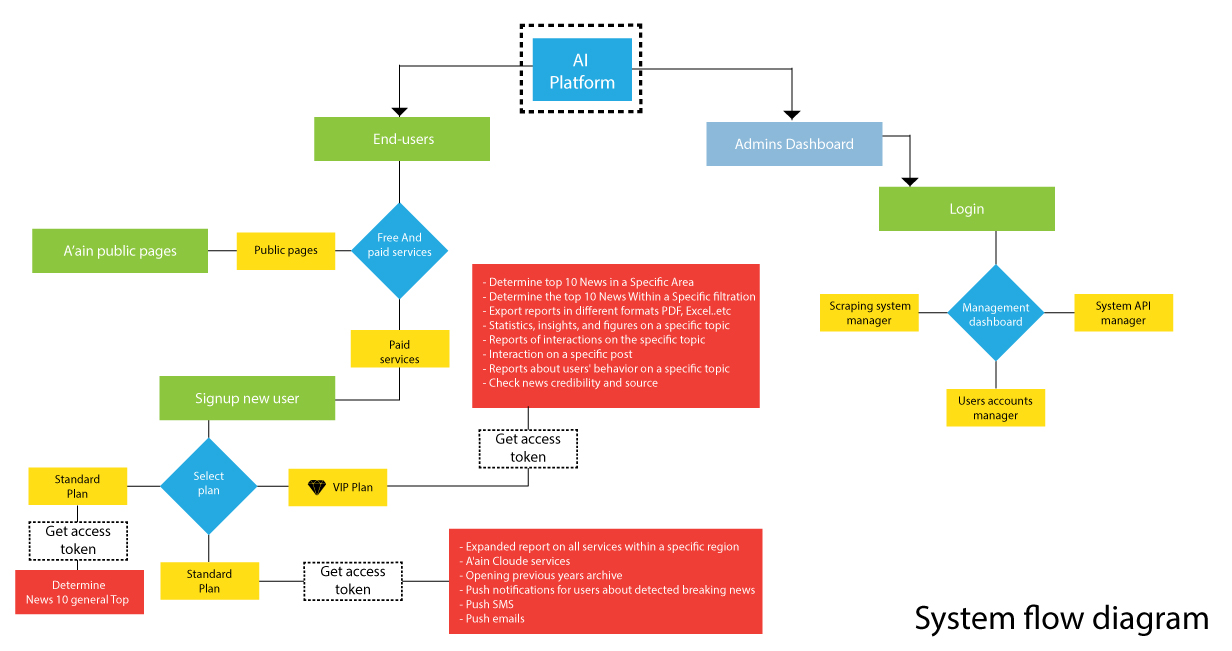 AI
Platform
End-users
Admins Dashboard
Login
A'ain public pages
Public pages
Free And
paid services
- Determine top 10 News in a Specific Area
- Determine the top 10 News Within a Specific filtration
- Export reports in different formats PDF, Excel..etc
- Statistics, insights, and figures on a specific topic
- Reports of interactions on the specific topic
- Interaction on a specific post
- Reports about users' behavior on a specific topic
- Check news credibility and source
Scraping system
manager
Management
dashboard
System API
manager
Paid
services
Signup new user
Users accounts
manager
Get access
token
Standard
Plan
Select
plan
VIP Plan
Get access
token
Determine
News 10 general Top
Standard
Plan
Get access
token
- Expanded report on all services within a specific region
- A'ain Cloude services
- Opening previous years archive
- Push notifications for users about detected breaking news
- Push SMS
- Push emails
System flow diagram